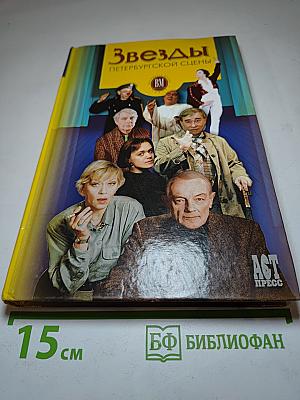 Звезды
ПЕТЕРБУРГСКОЙ СЦЕНЫ
ВМ
АСТ
ПРЕСС
15 см
БФ БИБЛИОФАН